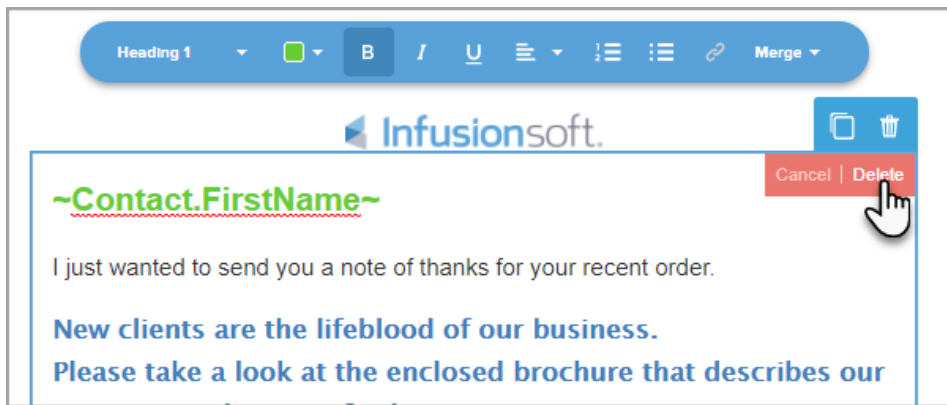 Heading 1 B I U Merge
Infusionsoft.
Cancel | Delete
~Contact.FirstName~
I just wanted to send you a note of thanks for your recent order.
New clients are the lifeblood of our business.
Please take a look at the enclosed brochure that describes our